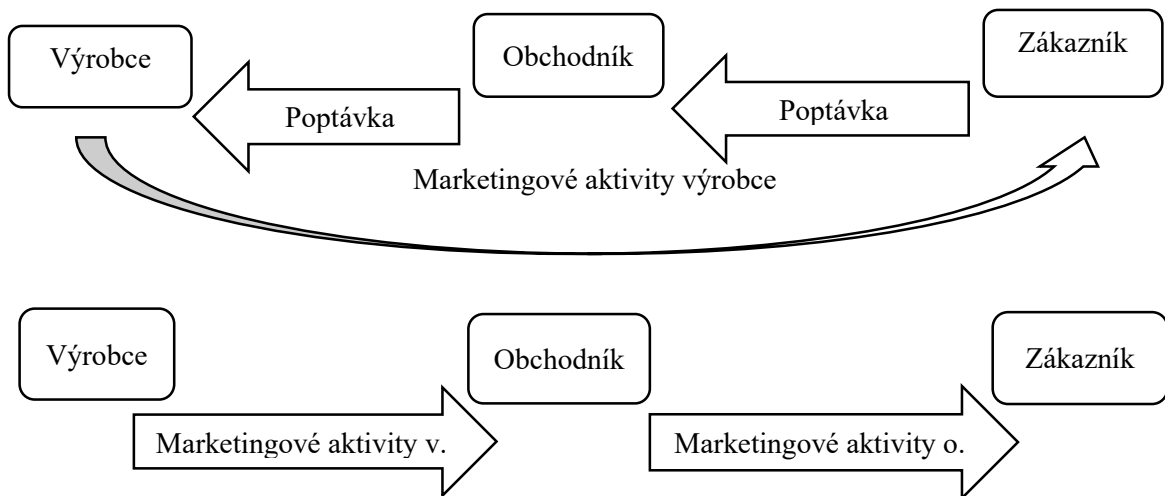 Výrobce
Obchodník
Zákazník
Poptávka
Poptávka
Marketingové aktivity výrobce
Výrobce
Obchodník
Zákazník
Marketingové aktivity v.
Marketingové aktivity o.